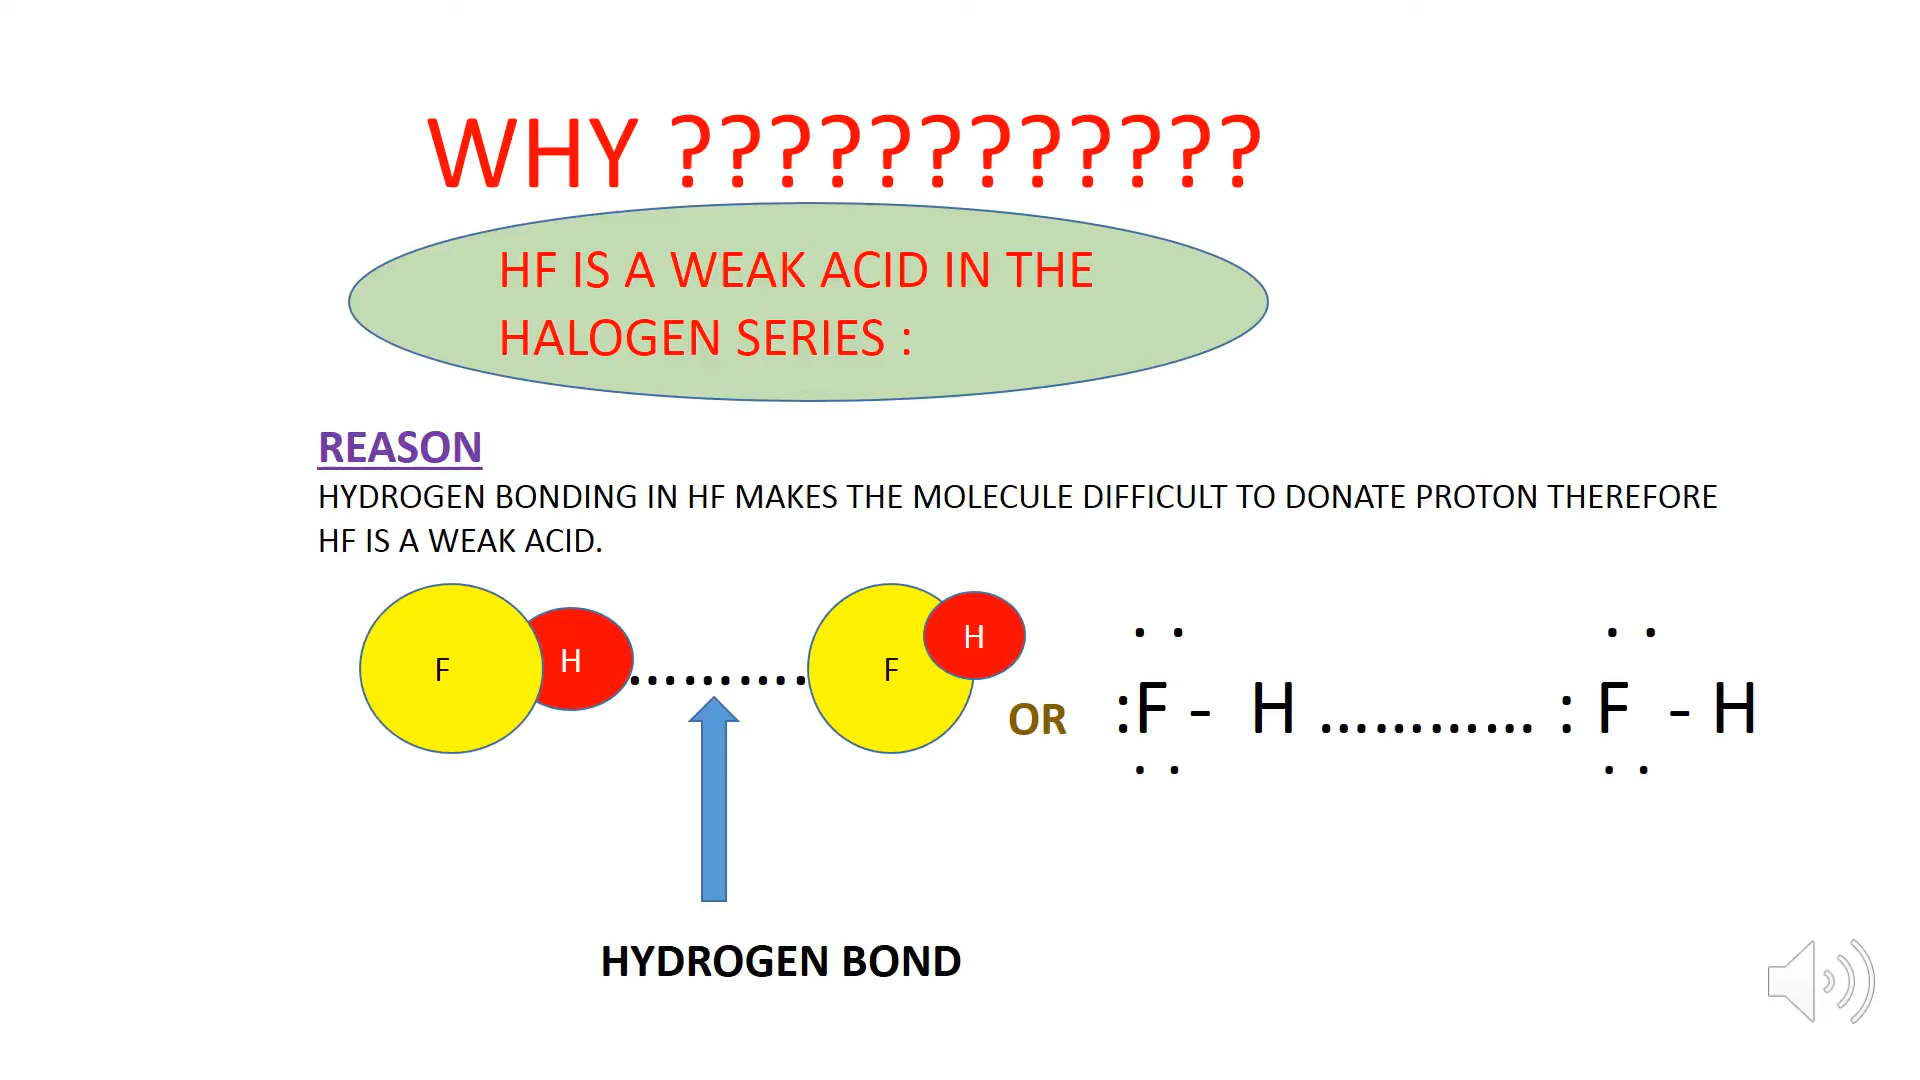 WHY ????????????
HF IS A WEAK ACID IN THE
HALOGEN SERIES :
REASON
HYDROGEN BONDING IN HF MAKES THE MOLECULE DIFFICULT TO DONATE PROTON THEREFORE
HF IS A WEAK ACID.
F H .......... F H
OR
. . . .
:F - H ............ : F - H
. . . .
HYDROGEN BOND